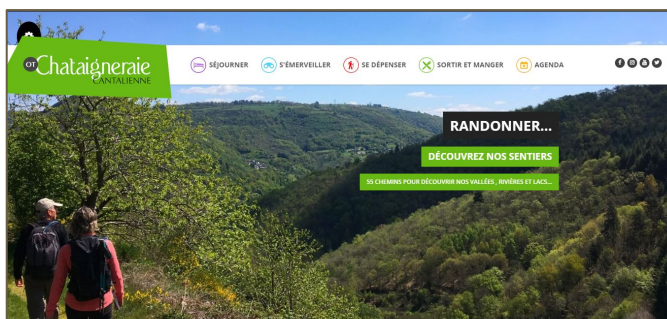 OT Chataigneraie
CANTALIENNE
SÉJOURNER
S'ÉMERVEILLER
SE DÉPENSER
SORTIR ET MANGER
AGENDA
RANDONNER...
DÉCOUVREZ NOS SENTIERS
55 CHEMINS POUR DÉCOUVRIR NOS VALLÉES, RIVIÈRES ET LACS...